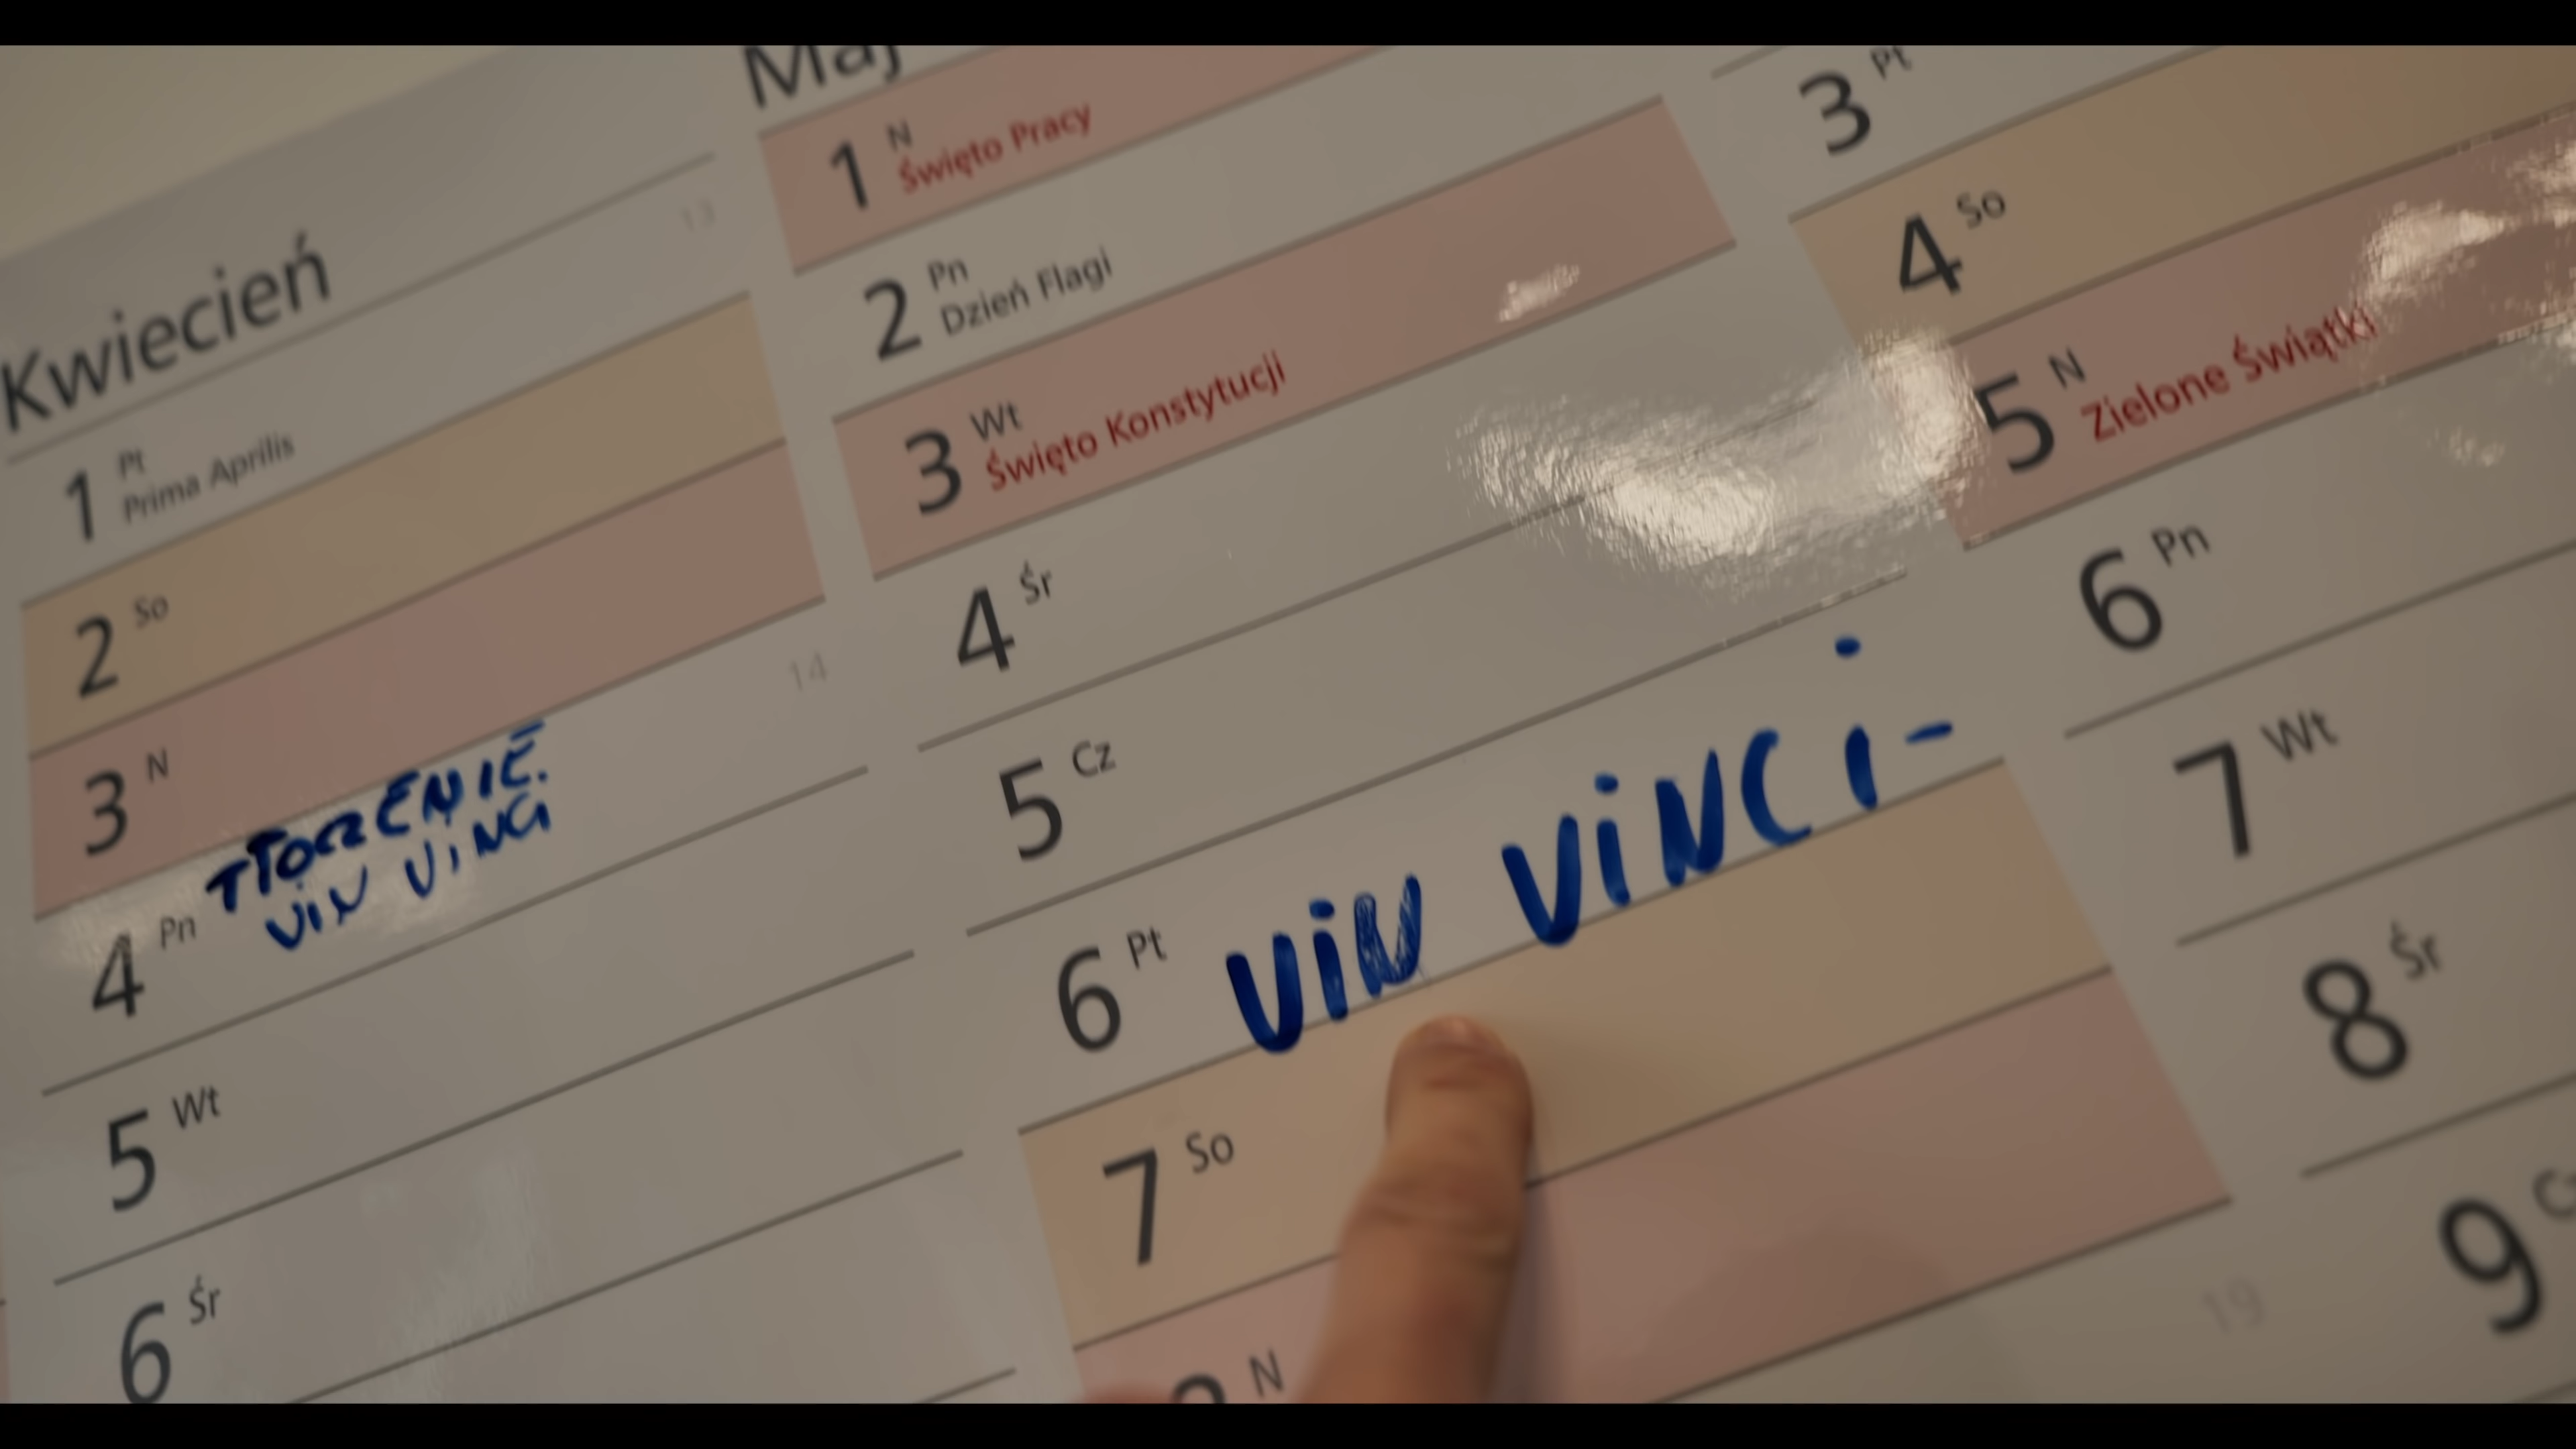 Kwiecień
13
1 Pt
Prima Aprilis
2 So
3 N
14
4 Pn
TŁOCZENIE
VIN VINCI
5 Wt
6 Śr
Maj
1 N
Święto Pracy
2 Pn
Dzień Flagi
3 Wt
Święto Konstytucji
4 Śr
5 Cz
6 Pt
ViN ViNCi -
7 So
N
19
3 Pt
4 So
5 N
Zielone Świątki
6 Pn
7 Wt
8 Śr
9